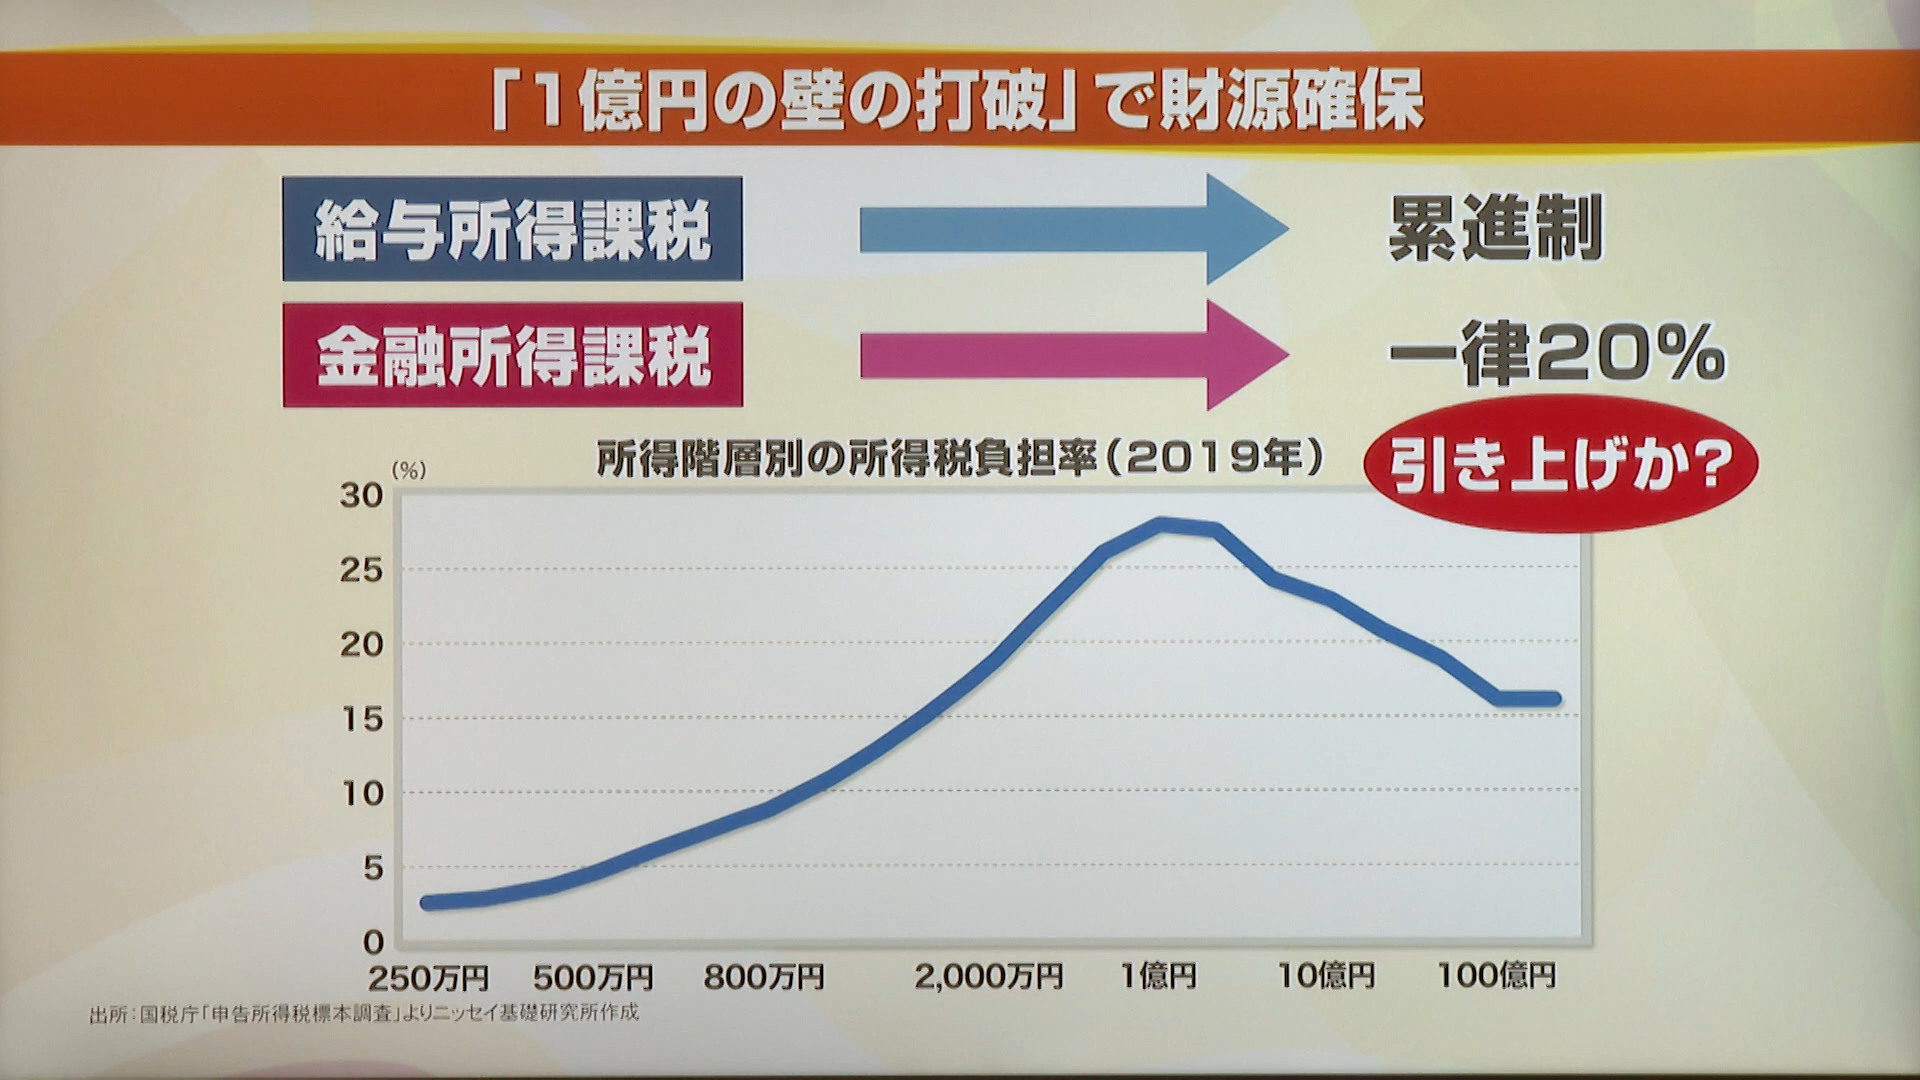 「1億円の壁の打破」で財源確保
給与所得課税
累進制
金融所得課税
一律20%
引き上げか?
所得階層別の所得税負担率(2019年)
(%)
30
25
20
15
10
5
0
250万円 500万円 800万円 2,000万円 1億円 10億円 100億円
出所:国税庁「申告所得税標本調査」よりニッセイ基礎研究所作成